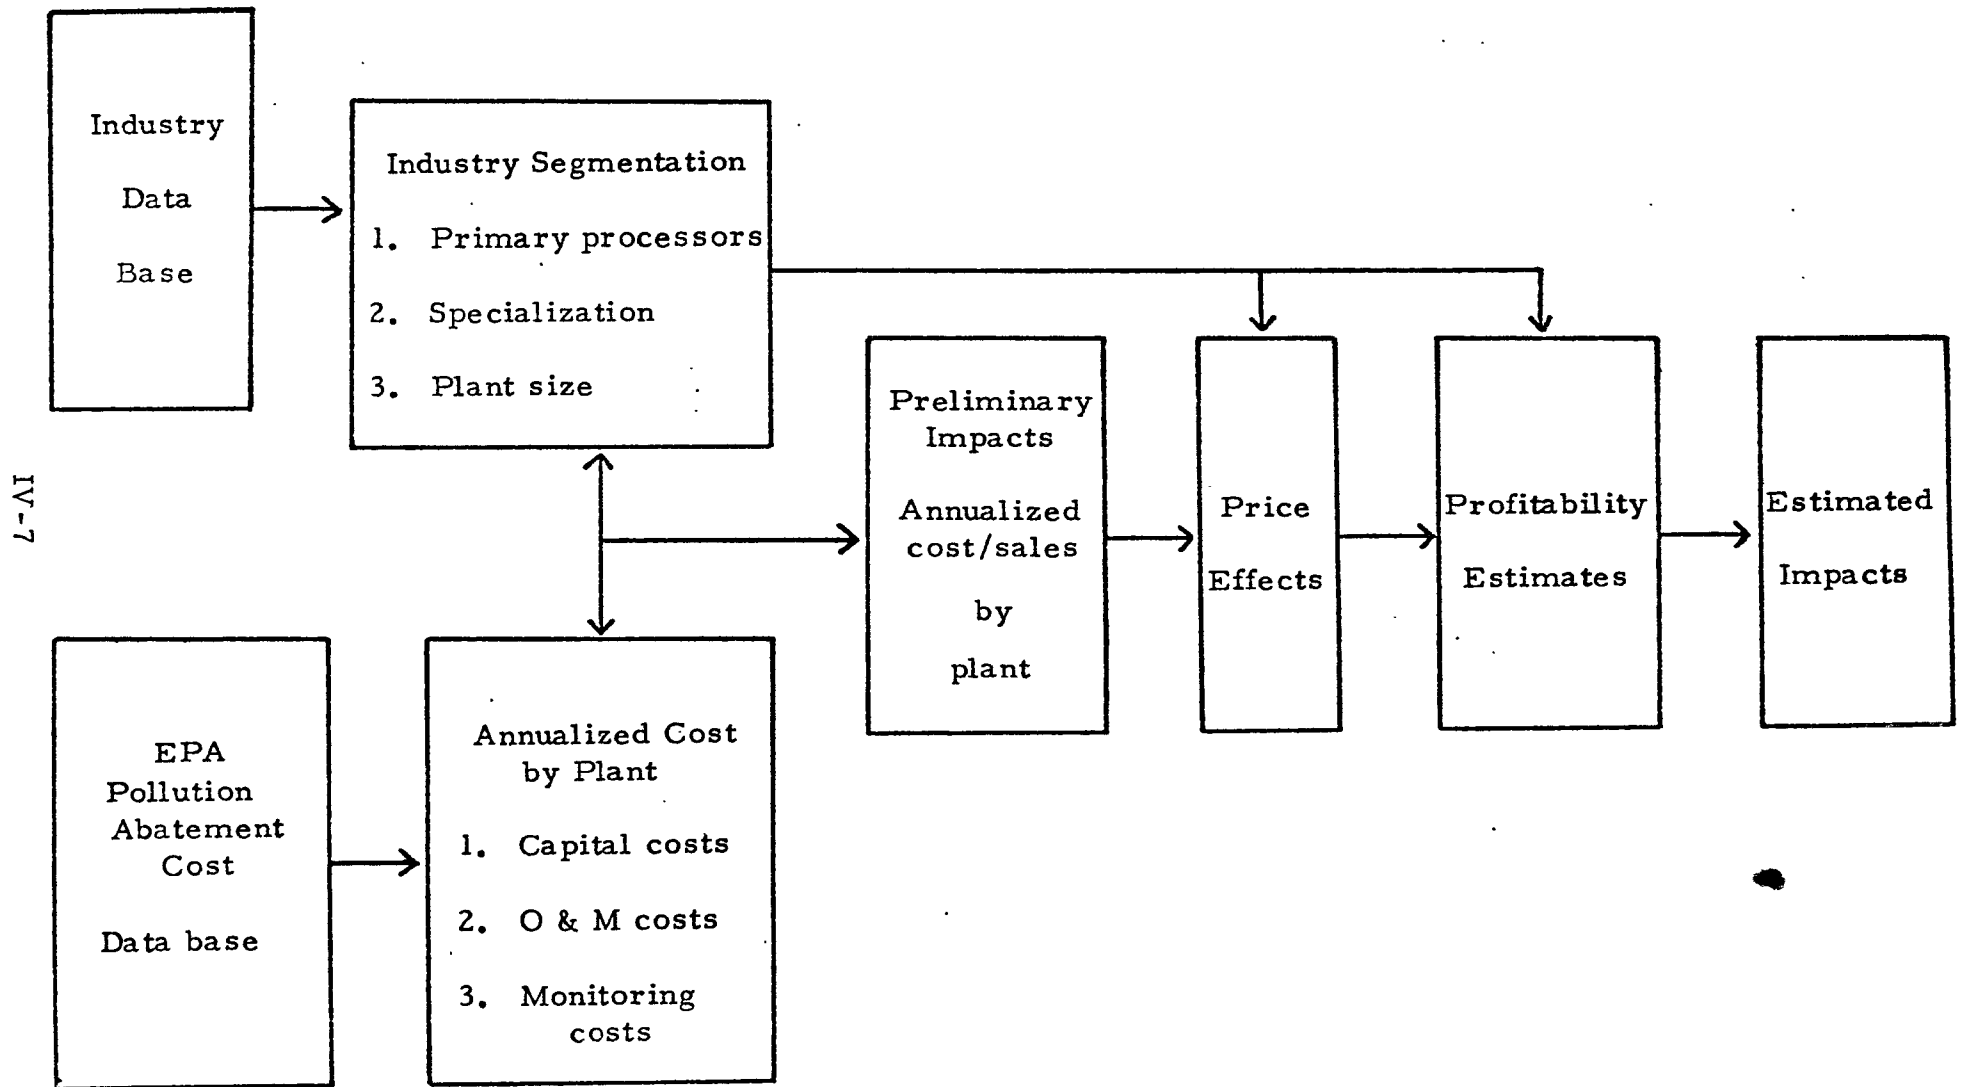 Industry
Data
Base
Industry Segmentation
1. Primary processors
2. Specialization
3. Plant size
Preliminary
Impacts
Annualized
cost/sales
by
plant
Price
Effects
Profitability
Estimates
Estimated
Impacts
IV-7
EPA
Pollution
Abatement
Cost
Data base
Annualized Cost
by Plant
1. Capital costs
2. O & M costs
3. Monitoring
costs